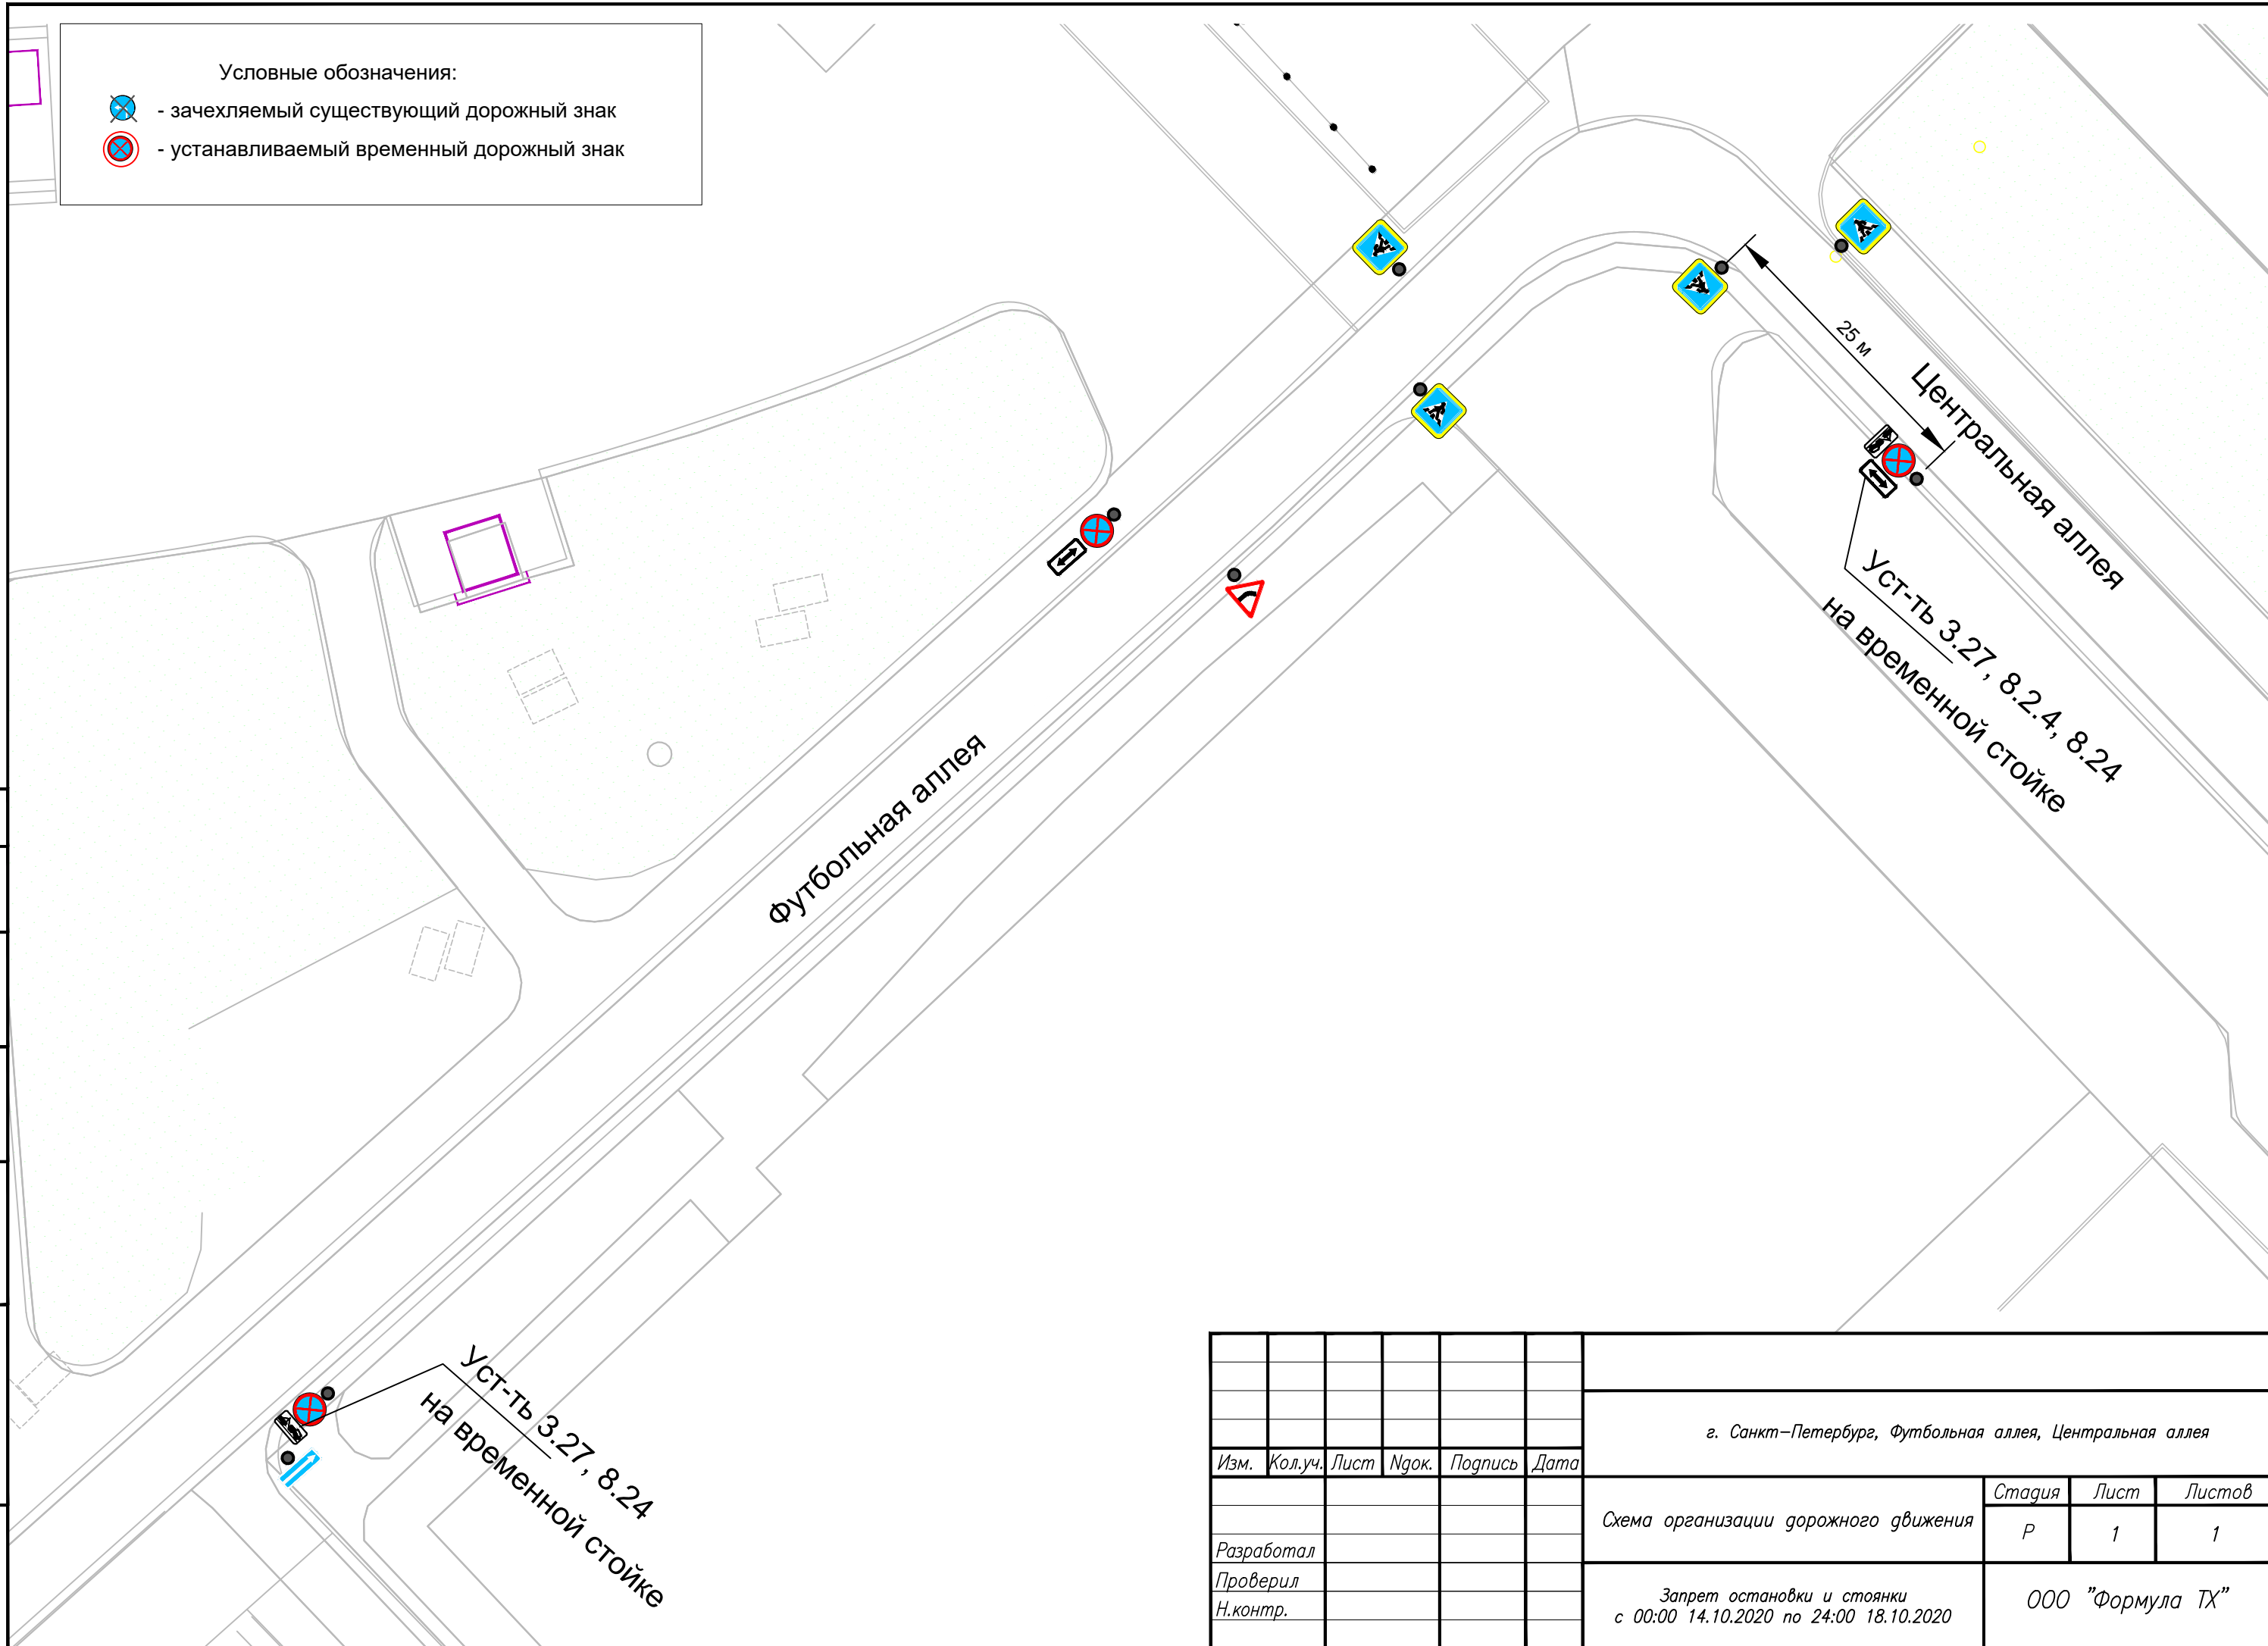 Условные обозначения:
- зачехляемый существующий дорожный знак
- устанавливаемый временный дорожный знак
25 м
Центральная аллея
Уст-ть 3.27, 8.2.4, 8.24
на временной стойке
Футбольная аллея
Уст-ть 3.27, 8.24
на временной стойке
г. Санкт-Петербург, Футбольная аллея, Центральная аллея
Изм. Кол.уч. Лист Nдок. Подпись Дата
Схема организации дорожного движения
Стадия Лист Листов
Р 1 1
Разработал
Проверил
Н.контр.
Запрет остановки и стоянки
с 00:00 14.10.2020 по 24:00 18.10.2020
ООО "Формула ТХ"